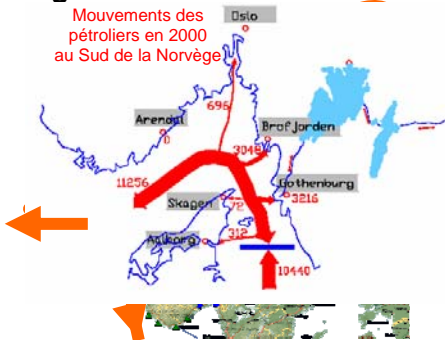 Mouvements des
pétroliers en 2000
au Sud de la Norvège
Oslo
696
Arendal
0
Brofjorden
3048
11256
Gothenburg
Skagen
72
3216
Aalborg
312
10440